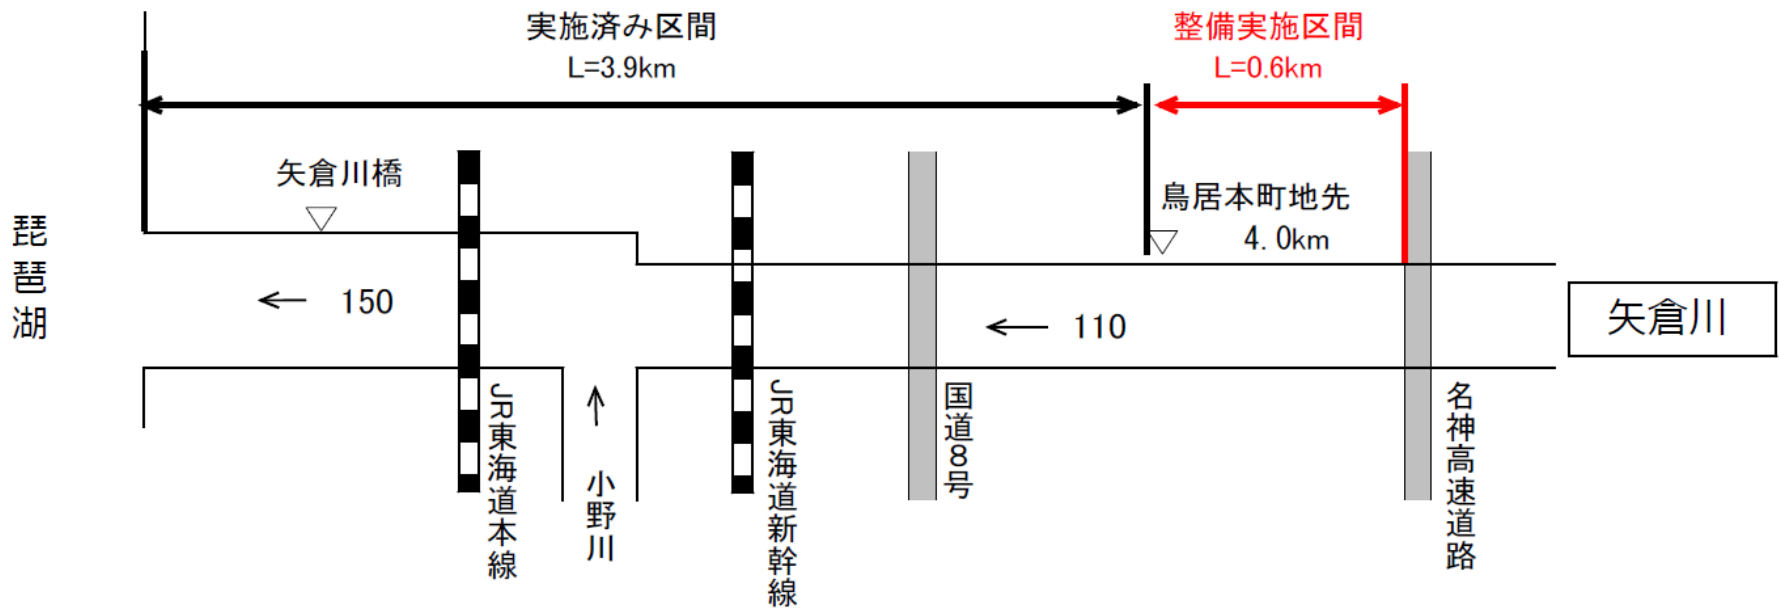 実施済み区間
L=3.9km
整備実施区間
L=0.6km
矢倉川橋
鳥居本町地先
4.0km
琵琶湖
← 150
← 110
矢倉川
JR東海道本線
小野川
JR東海道新幹線
国道8号
名神高速道路